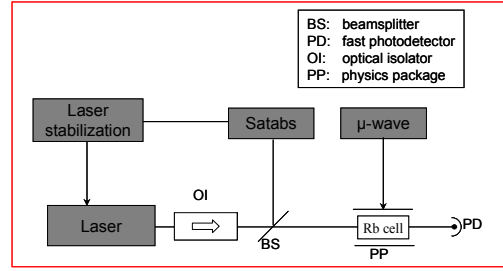 BS: beamsplitter
PD: fast photodetector
OI: optical isolator
PP: physics package
Laser
stabilization
Satabs
μ-wave
OI
Laser
BS
Rb cell
PD
PP